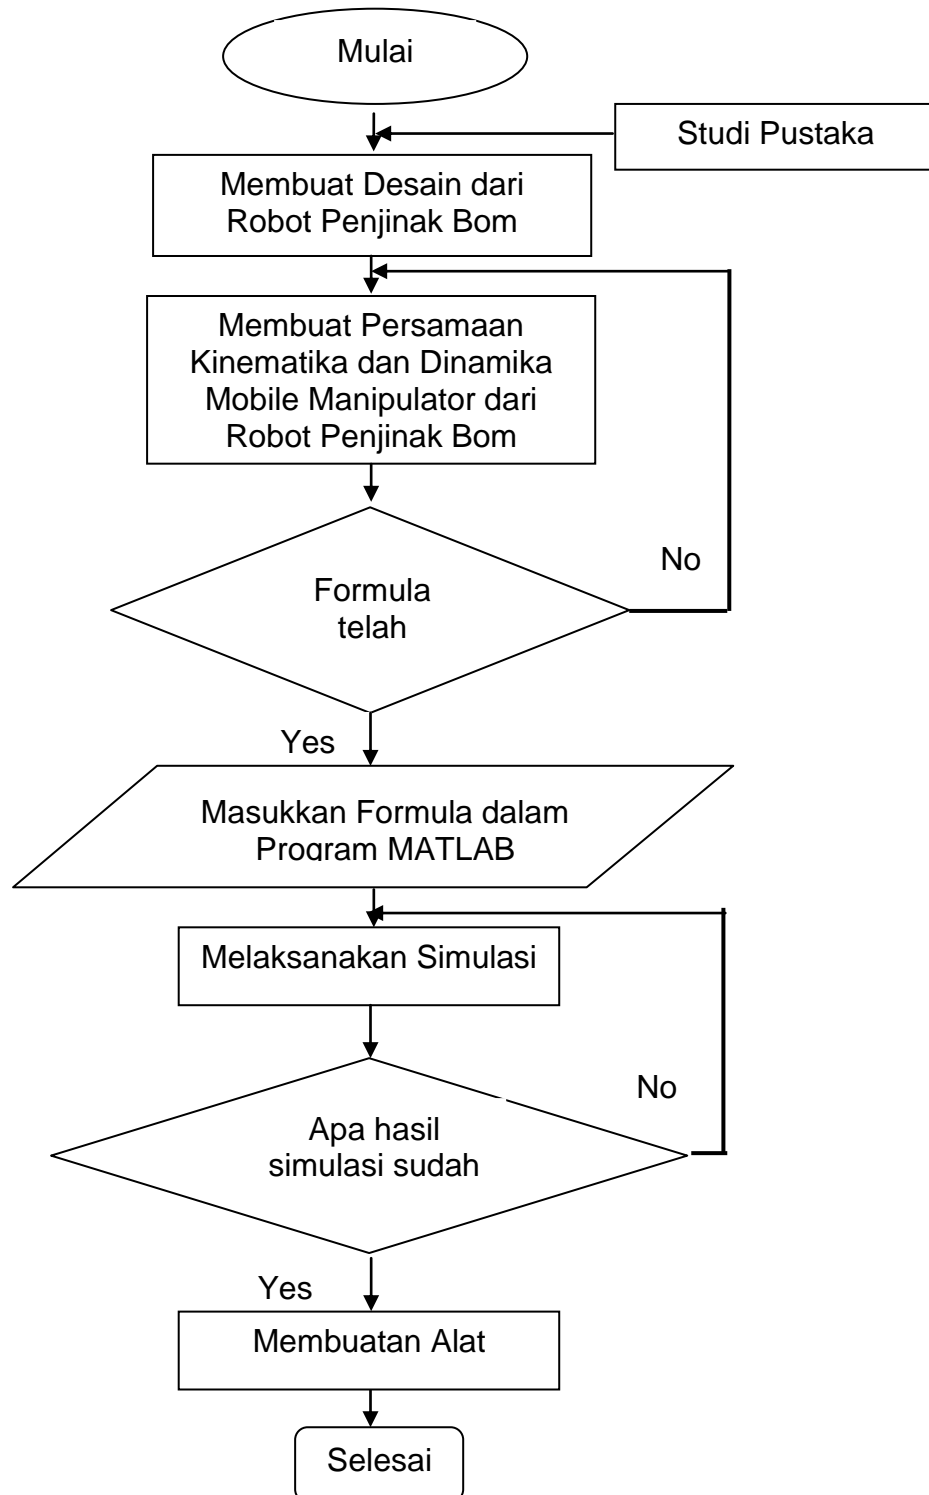 Mulai
Studi Pustaka
Membuat Desain dari
Robot Penjinak Bom
Membuat Persamaan
Kinematika dan Dinamika
Mobile Manipulator dari
Robot Penjinak Bom
No
Formula
telah
Yes
Masukkan Formula dalam
Program MATLAB
Melaksanakan Simulasi
No
Apa hasil
simulasi sudah
Yes
Membuatan Alat
Selesai